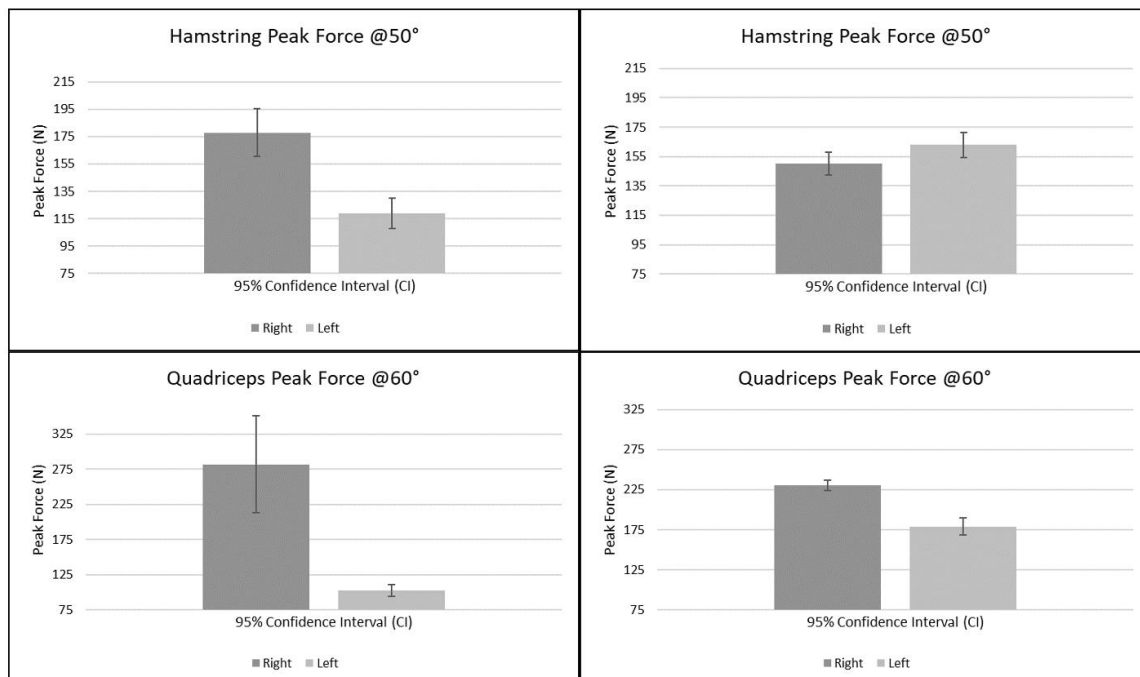 Hamstring Peak Force @50°
Peak Force (N)
215
195
175
155
135
115
95
75
95% Confidence Interval (CI)
Right Left
Hamstring Peak Force @50°
Peak Force (N)
215
195
175
155
135
115
95
75
95% Confidence Interval (CI)
Right Left
Quadriceps Peak Force @60°
Peak Force (N)
325
275
225
175
125
75
95% Confidence Interval (CI)
Right Left
Quadriceps Peak Force @60°
Peak Force (N)
325
275
225
175
125
75
95% Confidence Interval (CI)
Right Left